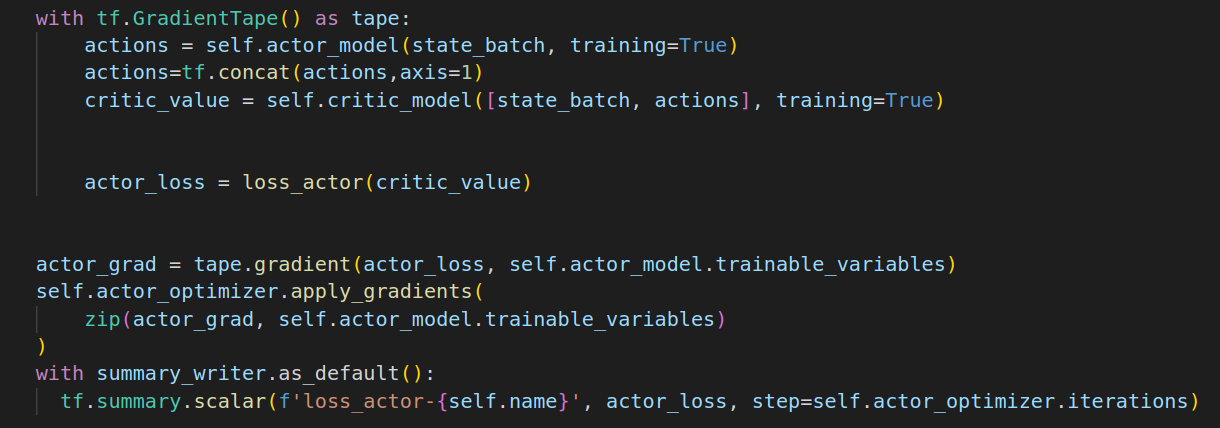 with tf.GradientTape() as tape:
    actions = self.actor_model(state_batch, training=True)
    actions=tf.concat(actions,axis=1)
    critic_value = self.critic_model([state_batch, actions], training=True)
    actor_loss = loss_actor(critic_value)
actor_grad = tape.gradient(actor_loss, self.actor_model.trainable_variables)
self.actor_optimizer.apply_gradients(
    zip(actor_grad, self.actor_model.trainable_variables)
)
with summary_writer.as_default():
  tf.summary.scalar(f'loss_actor-{self.name}', actor_loss, step=self.actor_optimizer.iterations)